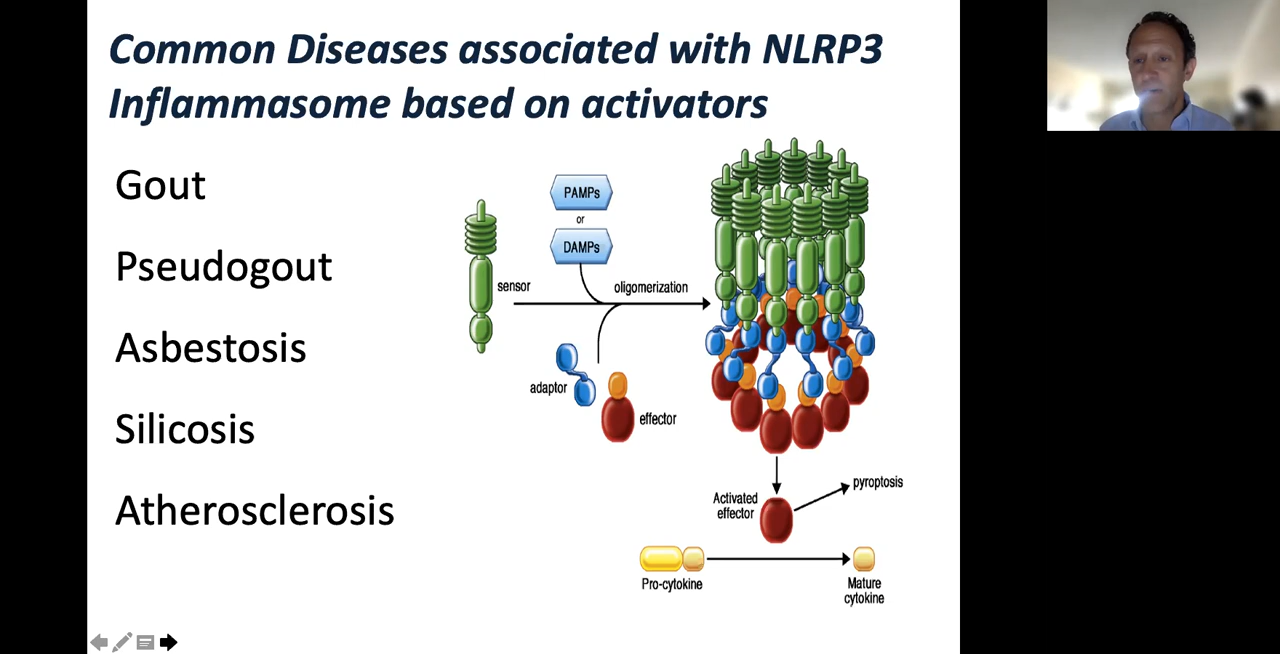 Common Diseases associated with NLRP3
Inflammasome based on activators
Gout
Pseudogout
Asbestosis
Silicosis
Atherosclerosis
PAMPs
or
DAMPs
sensor
oligomerization
adaptor
effector
Activated
effector
pyroptosis
Pro-cytokine
Mature
cytokine